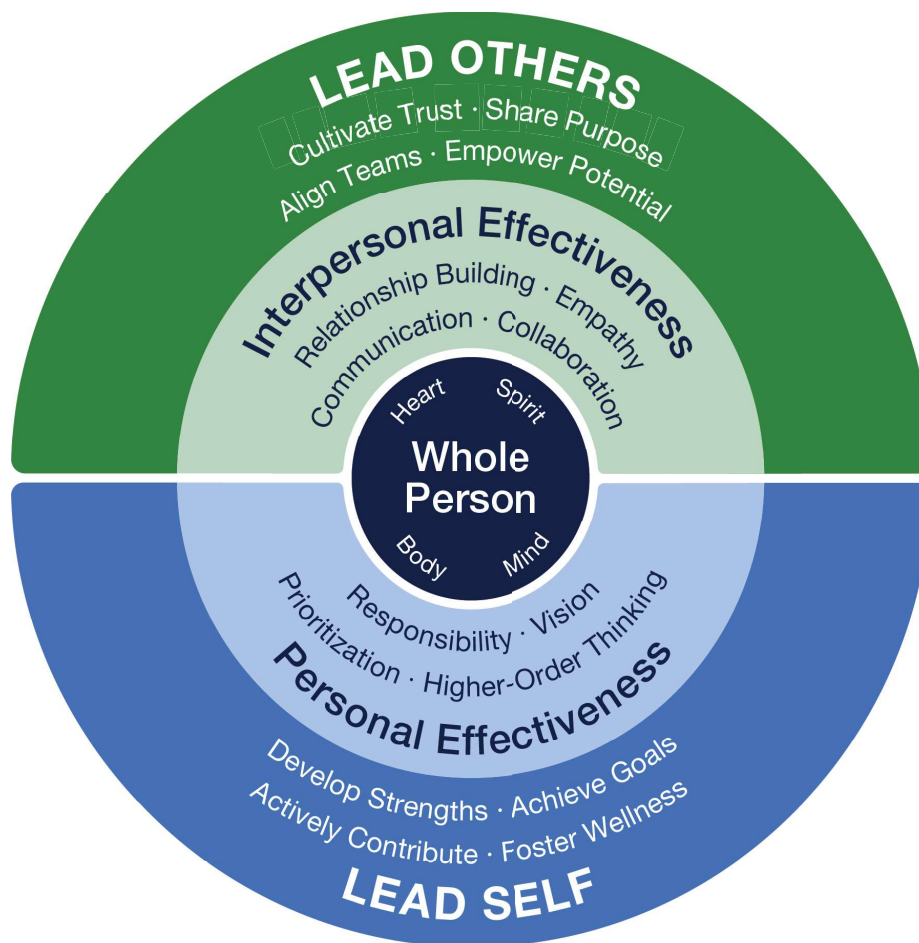 LEAD OTHERS
Cultivate Trust · Share Purpose
Align Teams · Empower Potential
Interpersonal Effectiveness
Relationship Building · Empathy
Communication · Collaboration
Heart
Spirit
Whole
Person
Body
Mind
Responsibility · Vision
Prioritization · Higher-Order Thinking
Personal Effectiveness
Develop Strengths · Achieve Goals
Actively Contribute · Foster Wellness
LEAD SELF